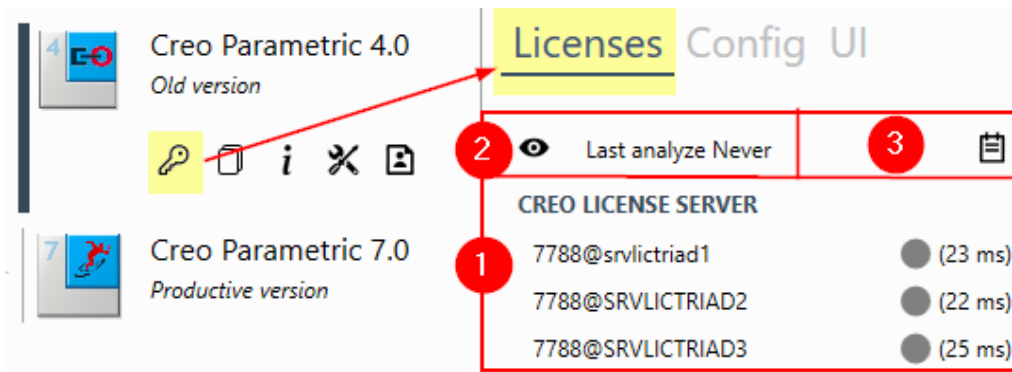 4
Creo Parametric 4.0
Old version
i
7
Creo Parametric 7.0
Productive version
Licenses Config UI
2 Last analyze Never 3
CREO LICENSE SERVER
1 7788@srvlictriad1 (23 ms)
7788@SRVLICTRIAD2 (22 ms)
7788@SRVLICTRIAD3 (25 ms)